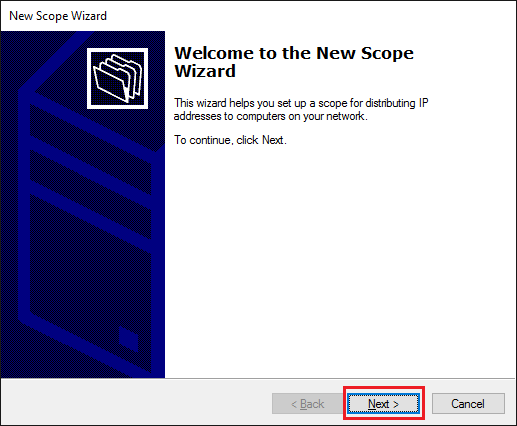 New Scope Wizard
Welcome to the New Scope
Wizard
This wizard helps you set up a scope for distributing IP
addresses to computers on your network.
To continue, click Next.
< Back
Next >
Cancel